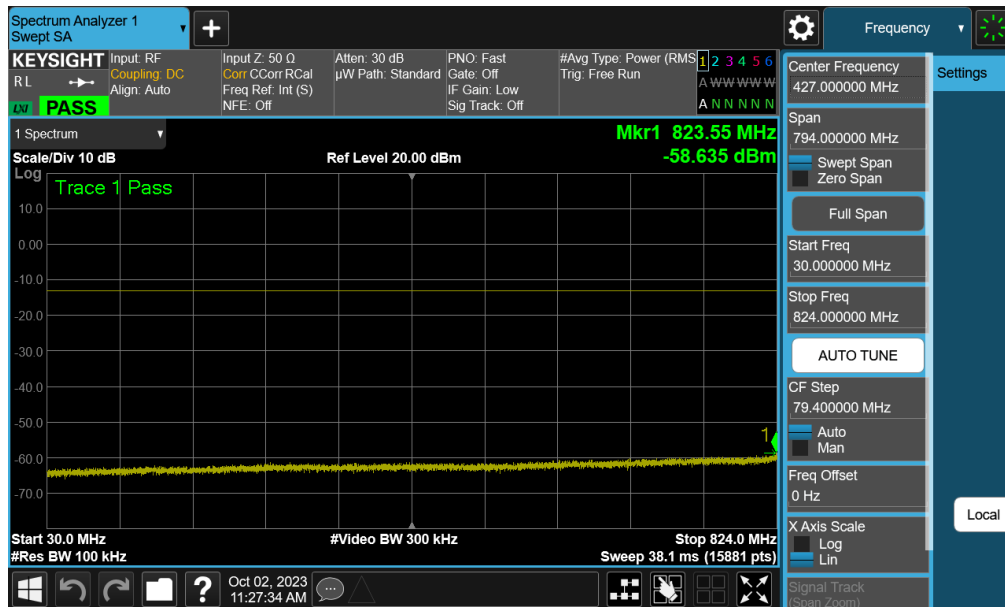 Spectrum Analyzer 1
Swept SA
+
Frequency
KEYSIGHT
RL
LXI
PASS
Input: RF
Coupling: DC
Align: Auto
Input Z: 50 Ω
Corr CCorr RCal
Freq Ref: Int (S)
NFE: Off
Atten: 30 dB
µW Path: Standard
PNO: Fast
Gate: Off
IF Gain: Low
Sig Track: Off
#Avg Type: Power (RMS
Trig: Free Run
1 2 3 4 5 6
A W W W W W
A N N N N N
1 Spectrum
Scale/Div 10 dB
Ref Level 20.00 dBm
Mkr1 823.55 MHz
-58.635 dBm
Log
Trace 1 Pass
10.0
0.00
-10.0
-20.0
-30.0
-40.0
-50.0
-60.0
-70.0
1
Start 30.0 MHz
#Res BW 100 kHz
#Video BW 300 kHz
Stop 824.0 MHz
Sweep 38.1 ms (15881 pts)
?
Oct 02, 2023
11:27:34 AM
Center Frequency
427.000000 MHz
Span
794.000000 MHz
Swept Span
Zero Span
Full Span
Start Freq
30.000000 MHz
Stop Freq
824.000000 MHz
AUTO TUNE
CF Step
79.400000 MHz
Auto
Man
Freq Offset
0 Hz
X Axis Scale
Log
Lin
Signal Track
(Span Zoom)
Settings
Local